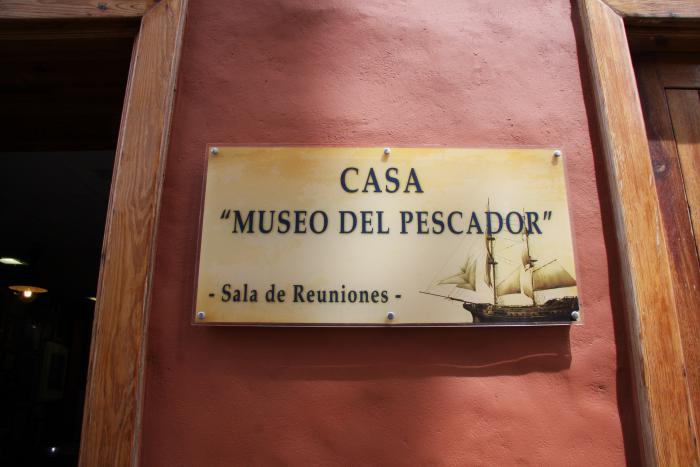 CASA
"MUSEO DEL PESCADOR"
- Sala de Reuniones -